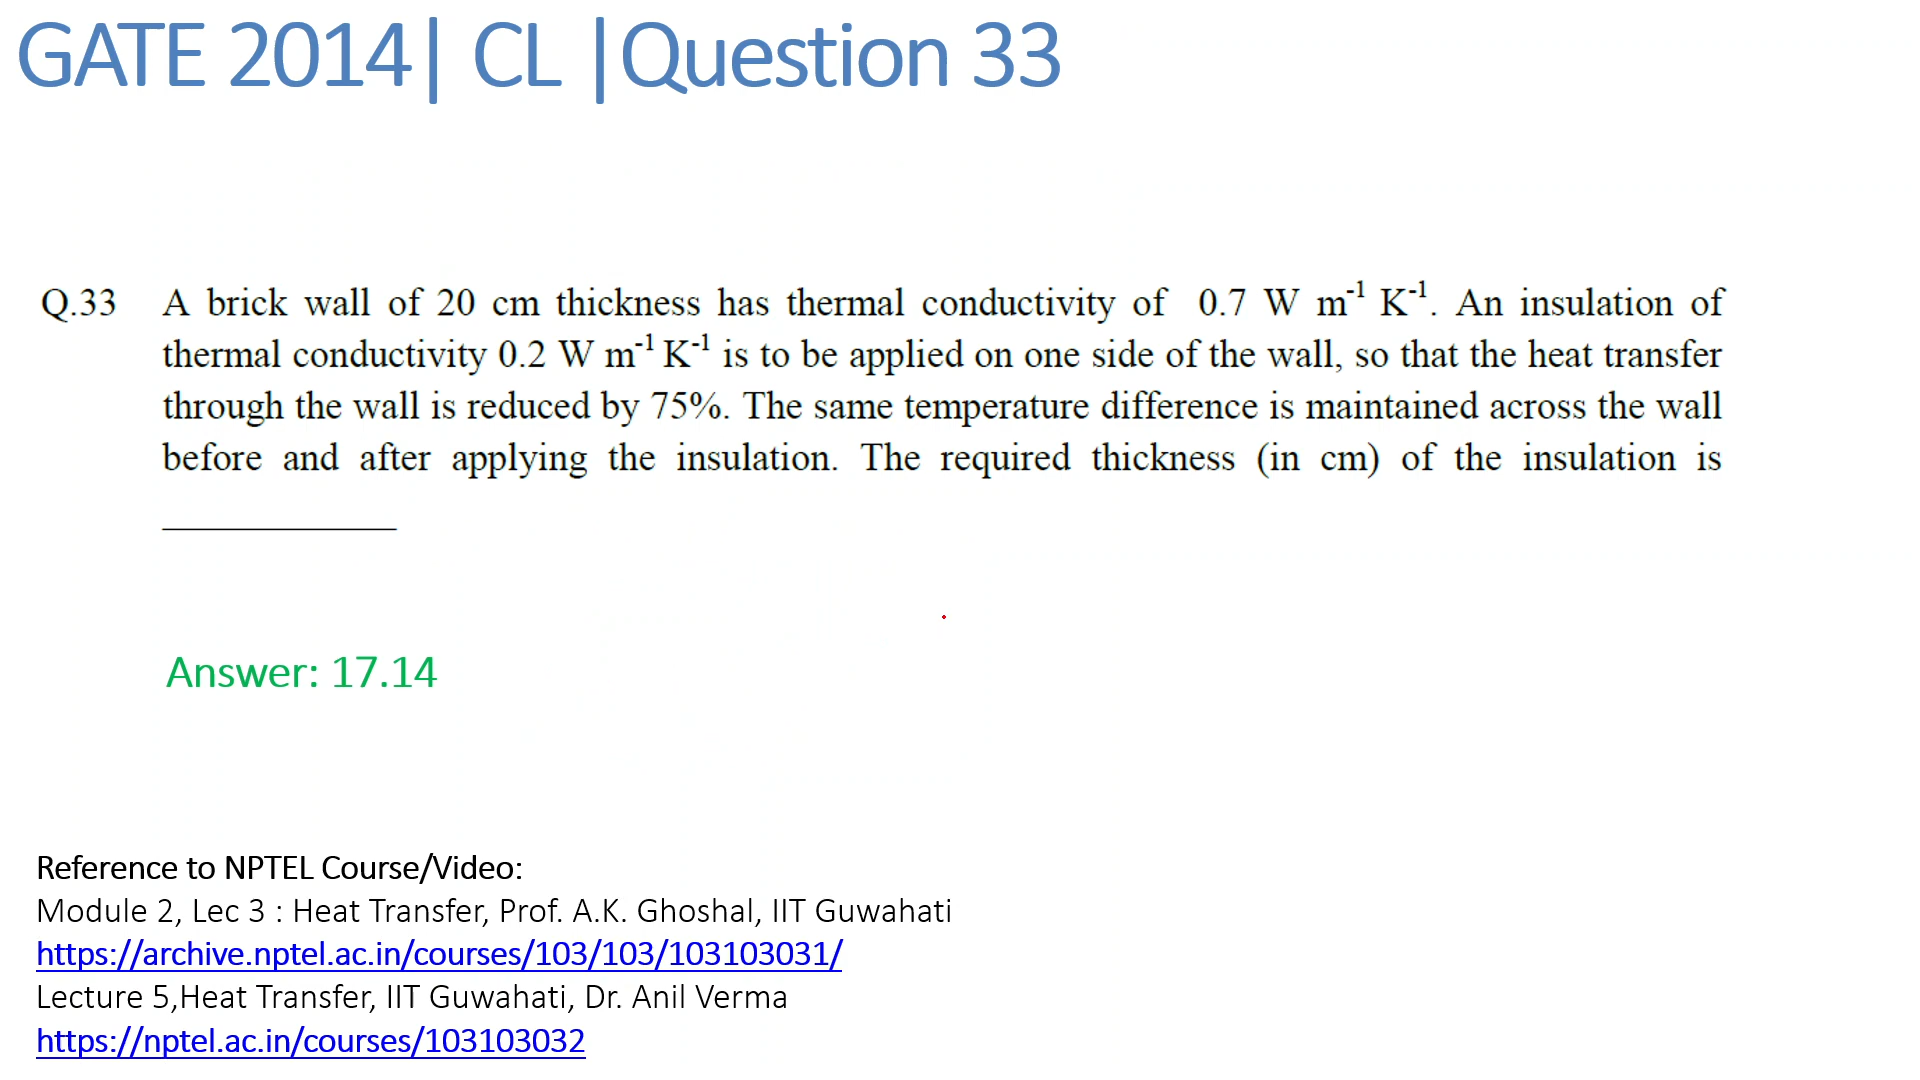 GATE 2014| CL |Question 33
Q.33 A brick wall of 20 cm thickness has thermal conductivity of 0.7 W m⁻¹ K⁻¹. An insulation of
thermal conductivity 0.2 W m⁻¹ K⁻¹ is to be applied on one side of the wall, so that the heat transfer
through the wall is reduced by 75%. The same temperature difference is maintained across the wall
before and after applying the insulation. The required thickness (in cm) of the insulation is
____________
Answer: 17.14
Reference to NPTEL Course/Video:
Module 2, Lec 3 : Heat Transfer, Prof. A.K. Ghoshal, IIT Guwahati
https://archive.nptel.ac.in/courses/103/103/103103031/
Lecture 5,Heat Transfer, IIT Guwahati, Dr. Anil Verma
https://nptel.ac.in/courses/103103032